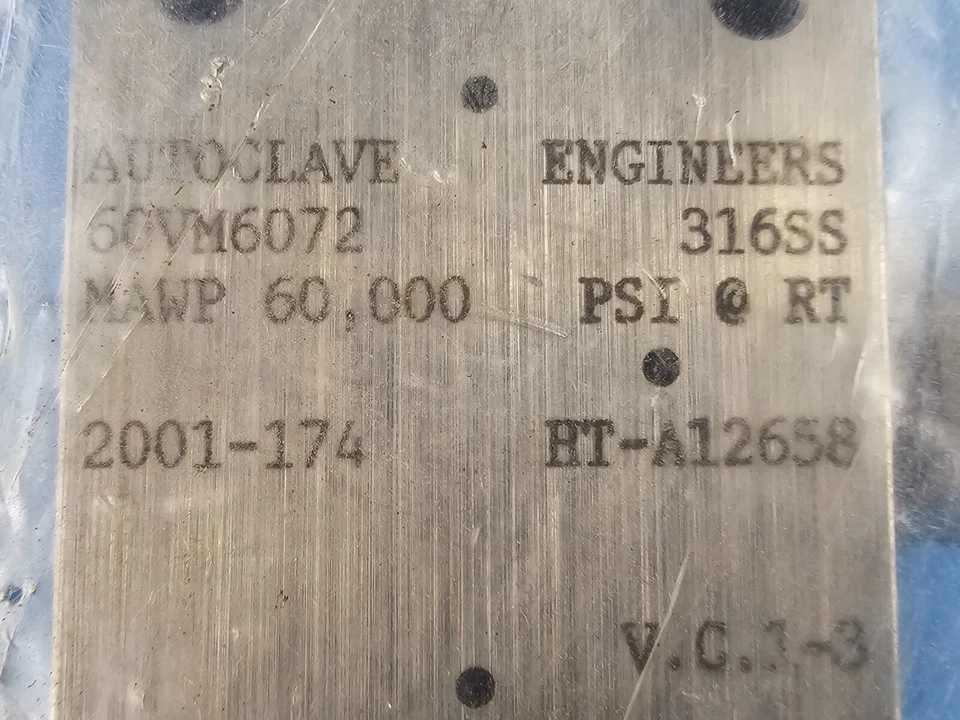 AUTOCLAVE ENGINEERS
60VM6072 316SS
MAWP 60,000 PSI @ RT
2001-174 HT-A12658
V.G.1-3